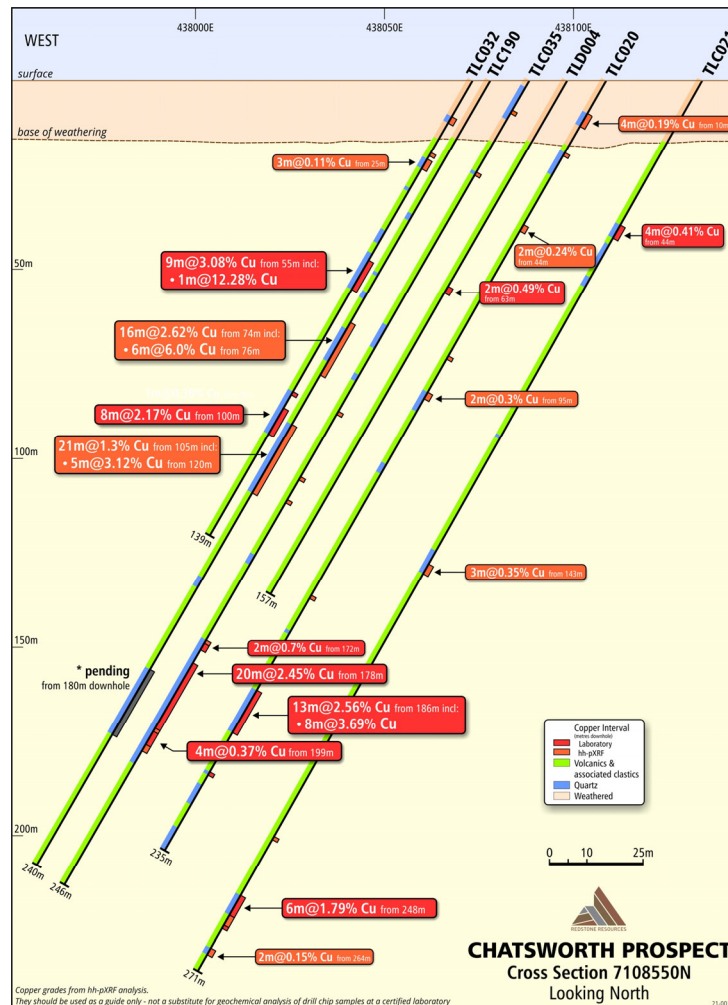 438000
438050
438100
WEST
TLC032
TLC190
TLC035
TLD004
TLC020
surface
base of weathering
4m@0.19% Cu from 10m
3m@0.11% Cu from 25m
4m@0.41% Cu
from 44m
2m@0.24% Cu
from 44m
9m@3.08% Cu from 55m incl:
• 1m@12.28% Cu
50m
2m@0.49% Cu
from 63m
16m@2.62% Cu from 74m incl:
• 6m@6.0% Cu from 76m
2m@0.3% Cu from 95m
8m@2.17% Cu from 100m
21m@1.3% Cu from 105m incl:
• 5m@3.12% Cu from 120m
100m
139m
3m@0.35% Cu from 143m
157m
150m
2m@0.7% Cu from 172m
* pending
from 180m downhole
20m@2.45% Cu from 178m
13m@2.56% Cu from 186m incl:
• 8m@3.69% Cu
4m@0.37% Cu from 199m
Copper Interval
(metres downhole)
Laboratory
hh-pXRF
Volcanics &
associated clastics
Quartz
Weathered
200m
0 10 25m
235m
240m
246m
6m@1.79% Cu from 248m
REDSTONE RESOURCES
2m@0.15% Cu from 264m
271m
CHATSWORTH PROSPECT
Cross Section 7108550N
Looking North
Copper grades from hh-pXRF analysis.
They should be used as a guide only - not a substitute for geochemical analysis of drill chip samples at a certified laboratory